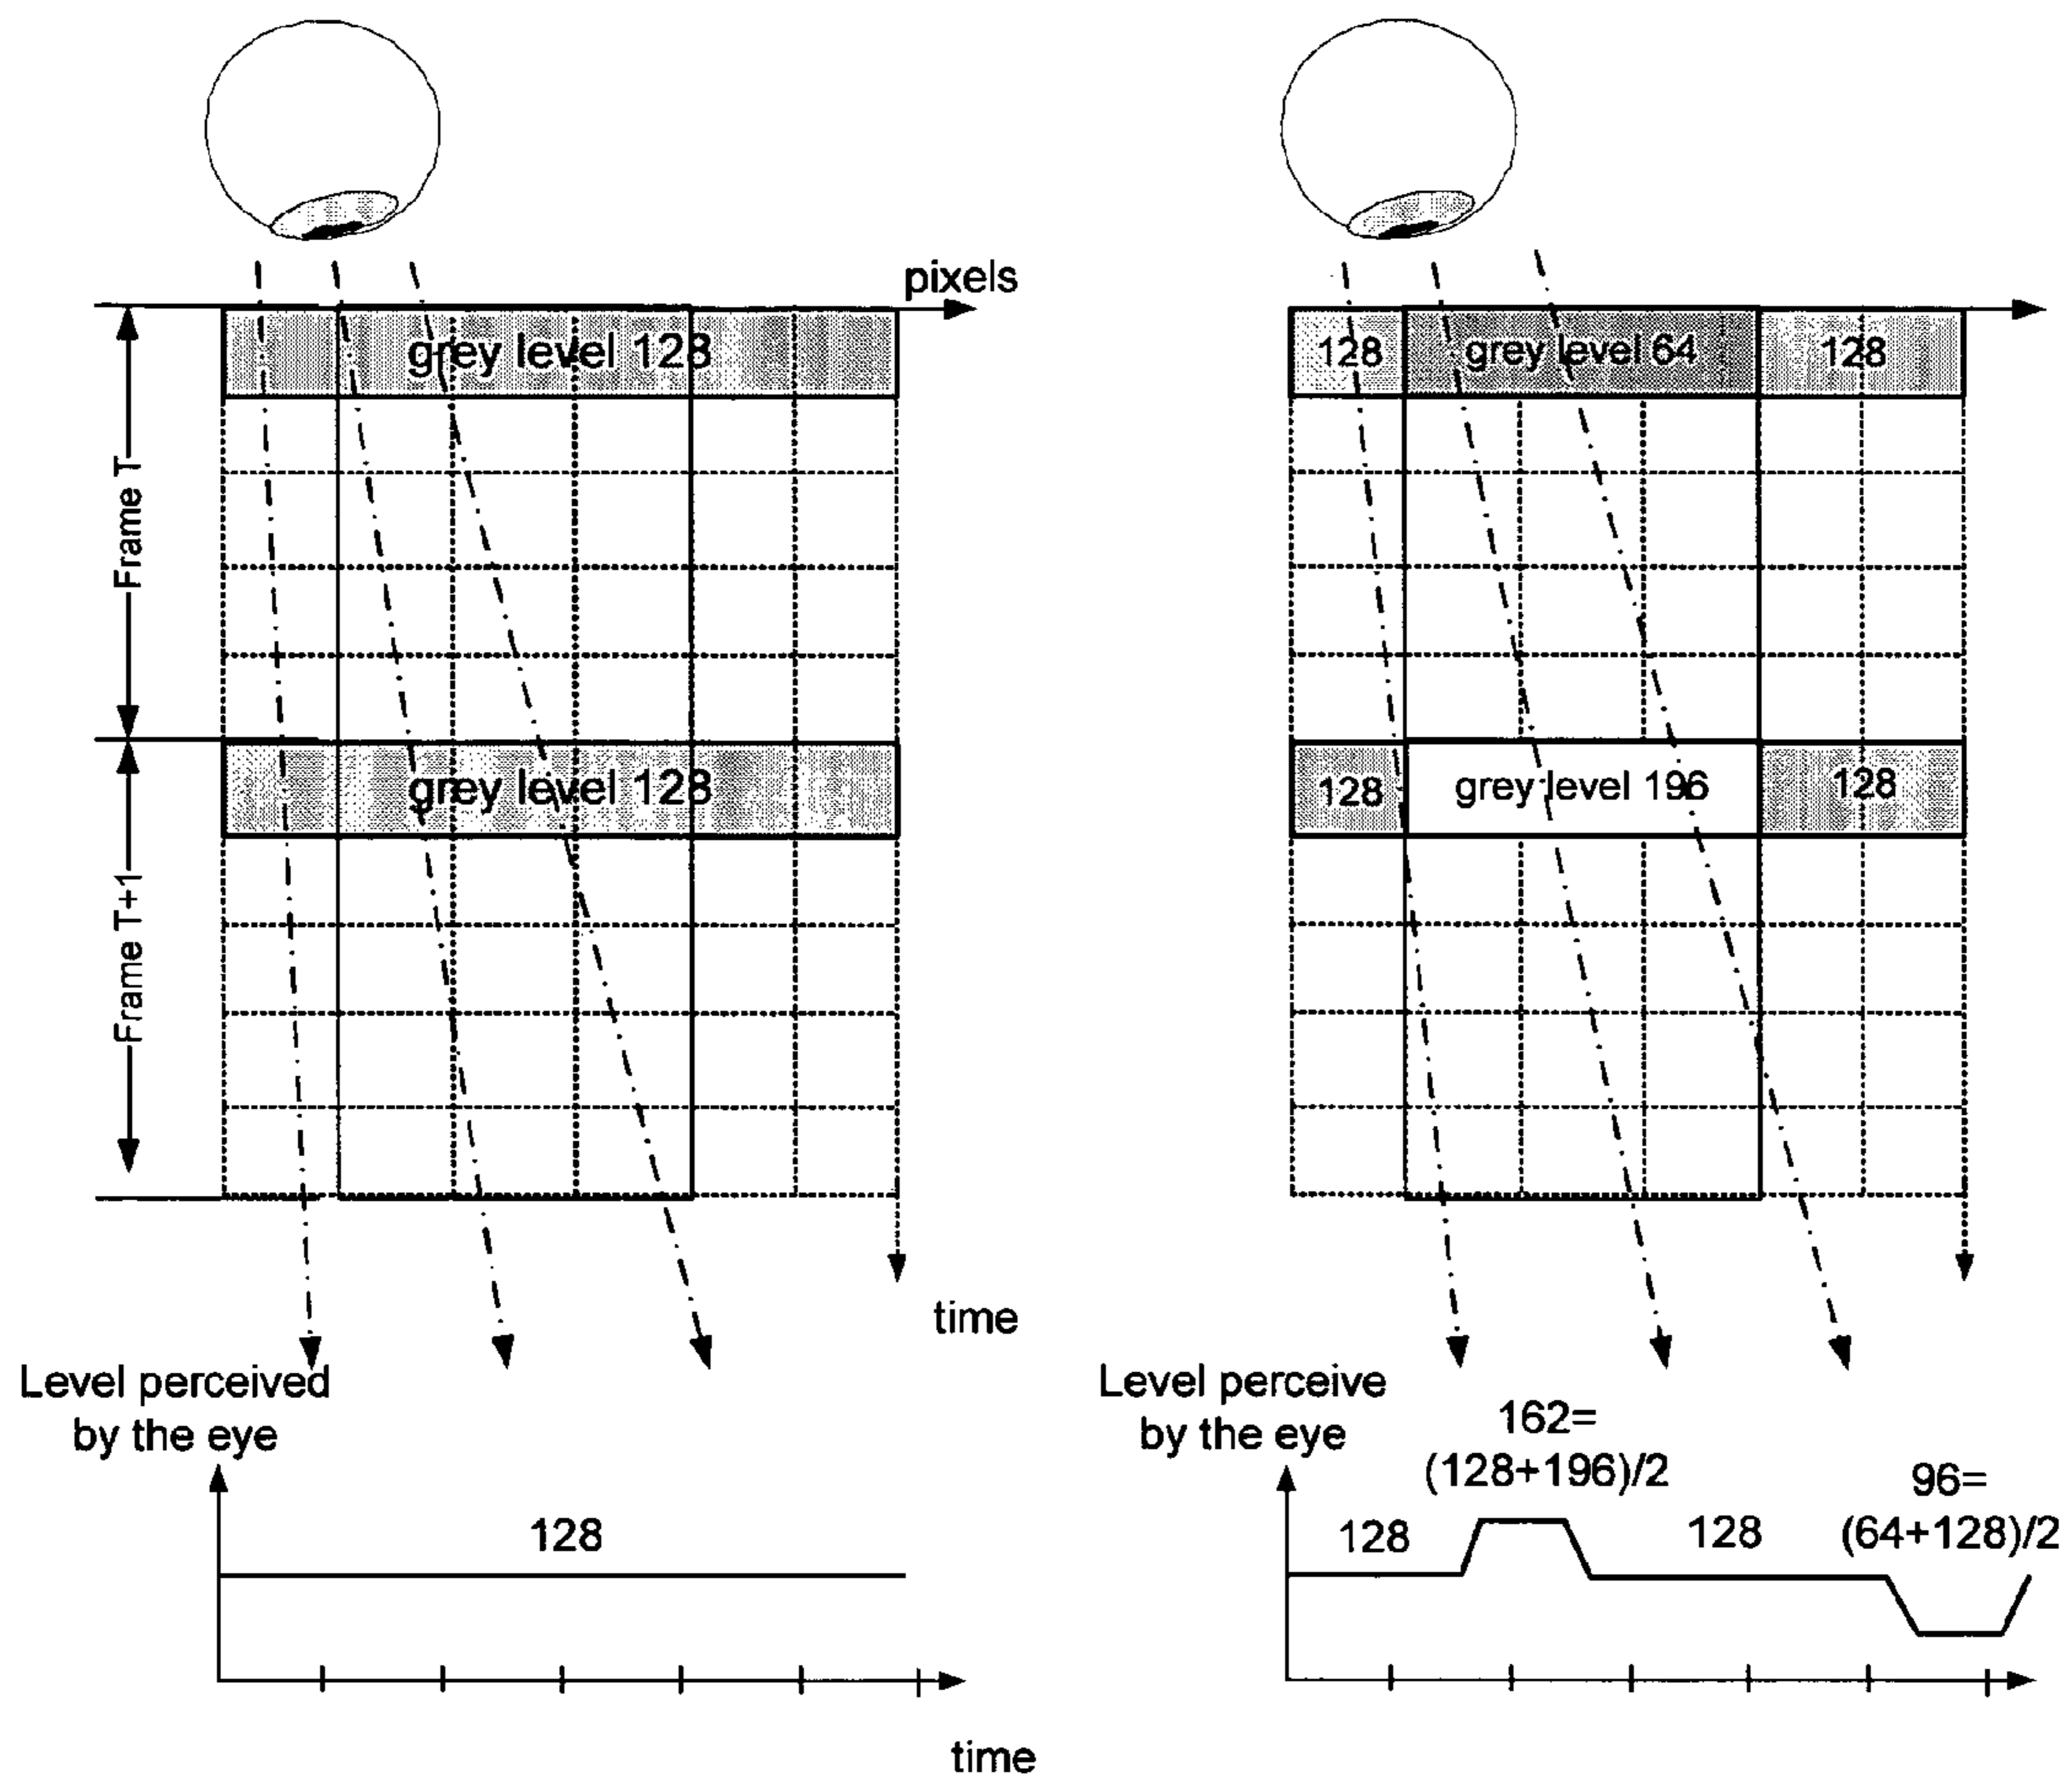 pixels
grey level 128
128
grey level 64
128
Frame T
grey level 128
128
grey level 196
128
Frame T+1
time
Level perceived
by the eye
128
time
Level perceive
by the eye
162=
(128+196)/2
128
128
96=
(64+128)/2